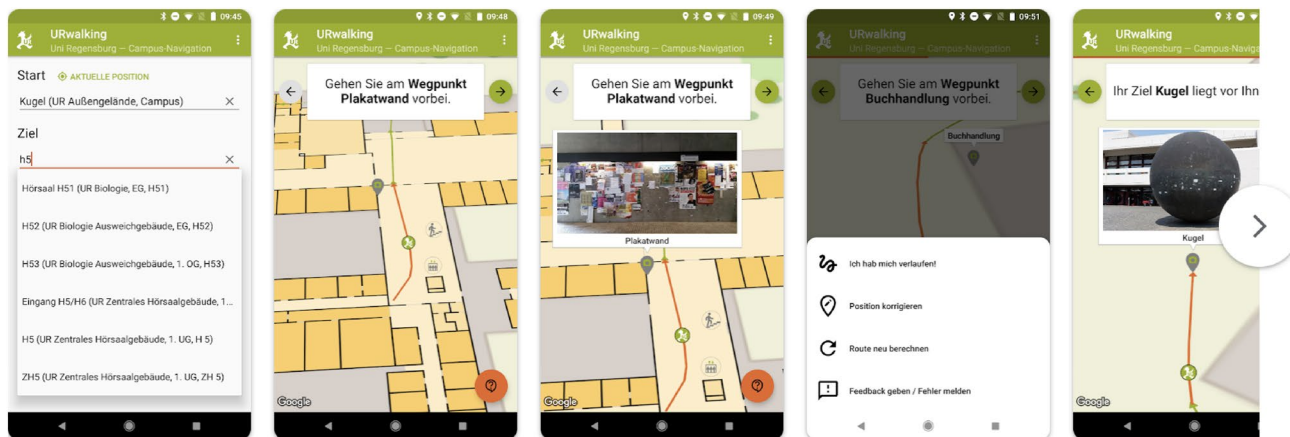 09:45
URwalking
Uni Regensburg — Campus-Navigation
Start AKTUELLE POSITION
Kugel (UR Außengelände, Campus)
Ziel
h5
Hörsaal H51 (UR Biologie, EG, H51)
H52 (UR Biologie Ausweichgebäude, EG, H52)
H53 (UR Biologie Ausweichgebäude, 1. OG, H53)
Eingang H5/H6 (UR Zentrales Hörsaalgebäude, 1...
H5 (UR Zentrales Hörsaalgebäude, 1. UG, H 5)
ZH5 (UR Zentrales Hörsaalgebäude, 1. UG, ZH 5)
09:48
URwalking
Uni Regensburg — Campus-Navigation
Gehen Sie am Wegpunkt
Plakatwand vorbei.
Google
09:49
URwalking
Uni Regensburg — Campus-Navigation
Gehen Sie am Wegpunkt
Plakatwand vorbei.
Plakatwand
Google
09:51
URwalking
Uni Regensburg — Campus-Navigation
Gehen Sie am Wegpunkt
Buchhandlung vorbei.
Buchhandlung
Ich hab mich verlaufen!
Position korrigieren
Route neu berechnen
Feedback geben / Fehler melden
URwalking
Uni Regensburg — Campus-Naviga
Ihr Ziel Kugel liegt vor Ihn
Kugel
Google